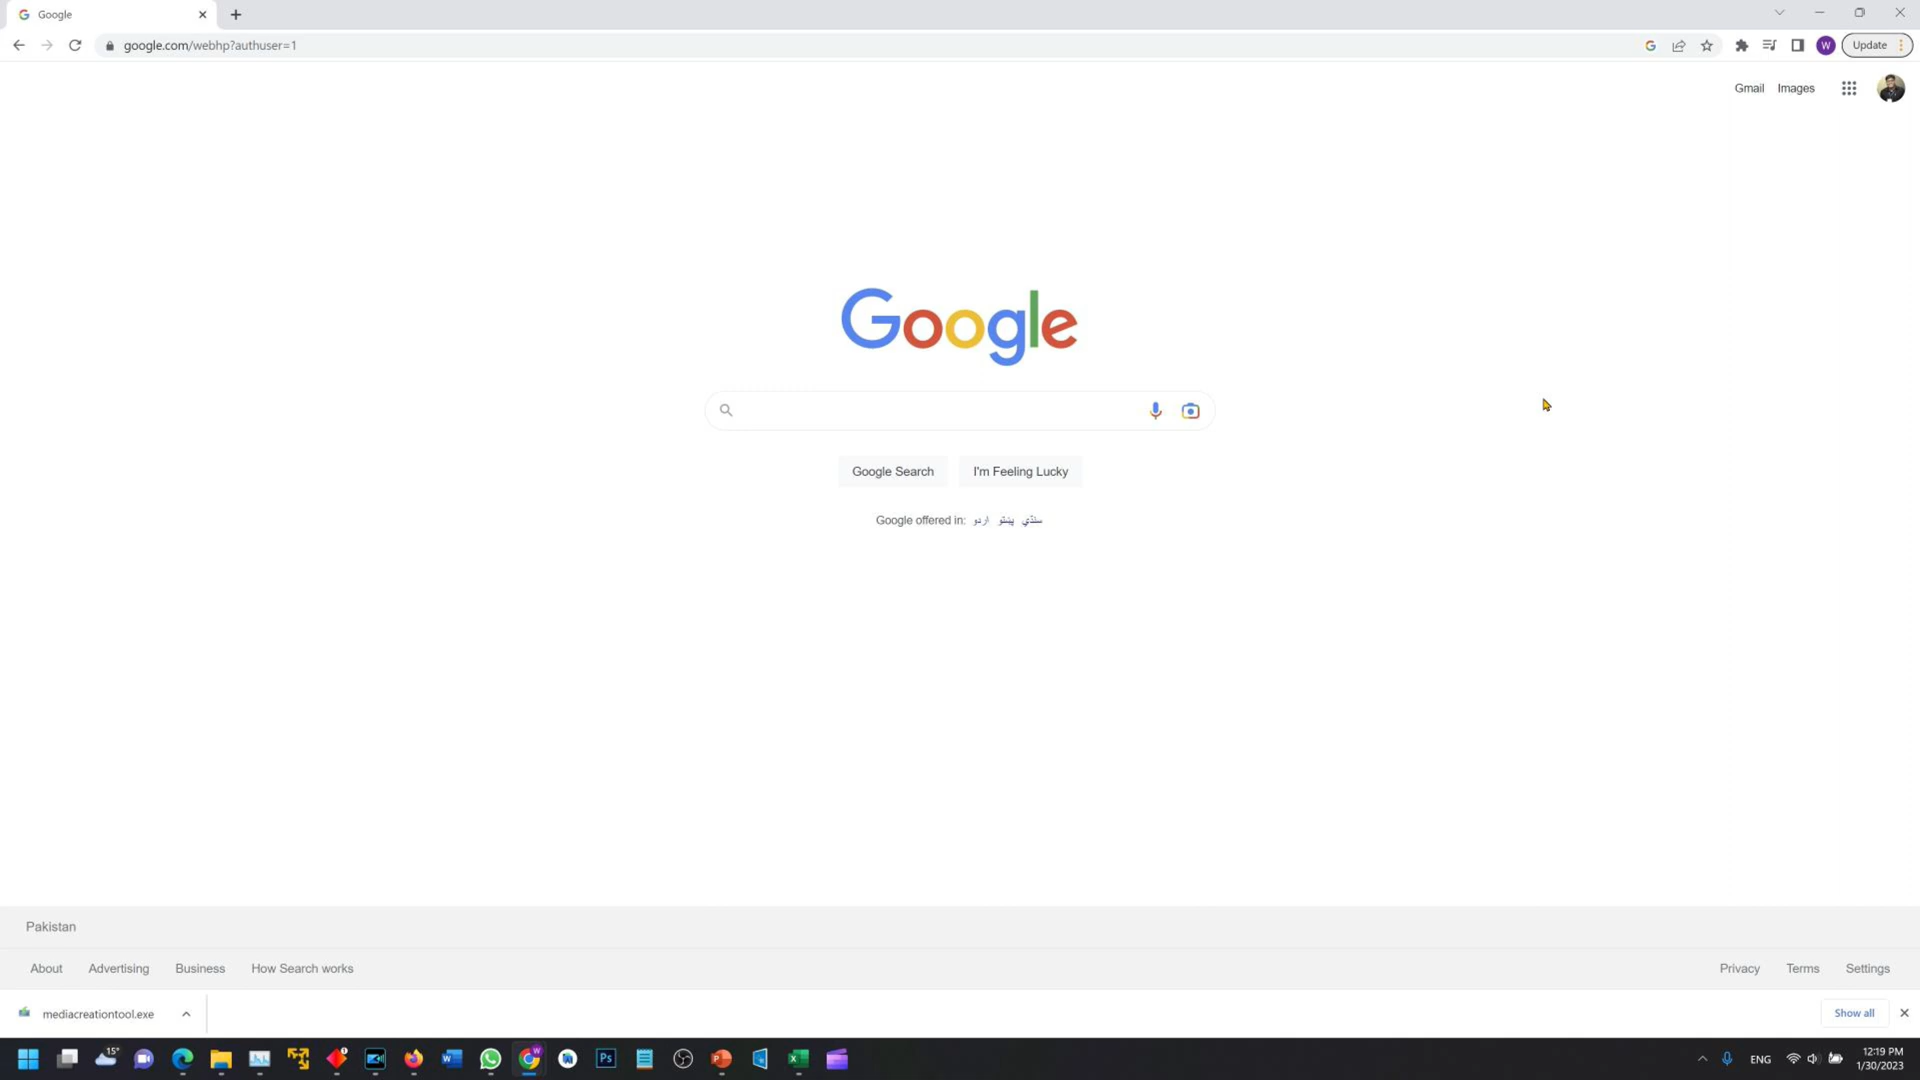 Google
google.com/webhp?authuser=1
W
Update
Gmail Images
Google
Google Search
I'm Feeling Lucky
Google offered in: اردو پښتو سنڌي
Pakistan
About Advertising Business How Search works
Privacy Terms Settings
mediacreationtool.exe
Show all
15°
Ps
ENG
12:19 PM
1/30/2023